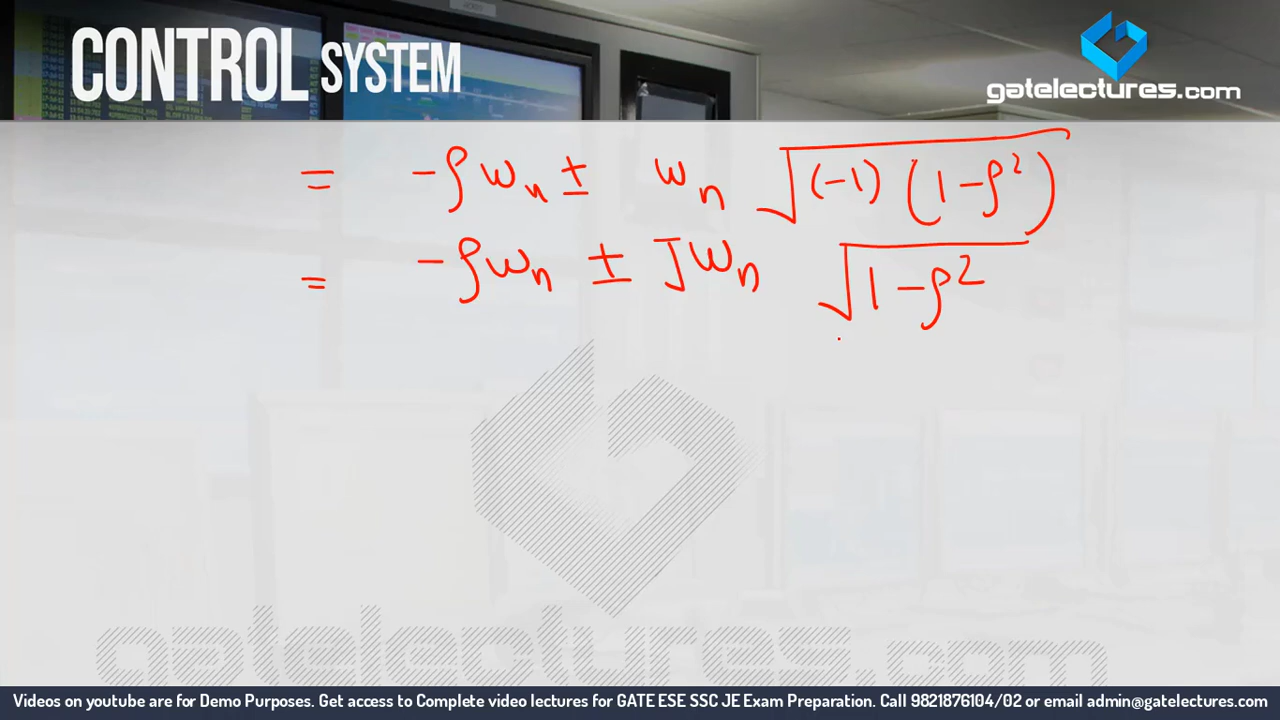 CONTROL SYSTEM
gatelectures.com
= -ρωn ± ωn √(-1)(1-ρ²)
= -ρωn ± Jωn √1-ρ²
gatelectures.com
Videos on youtube are for Demo Purposes. Get access to Complete video lectures for GATE ESE SSC JE Exam Preparation. Call 9821876104/02 or email admin@gatelectures.com